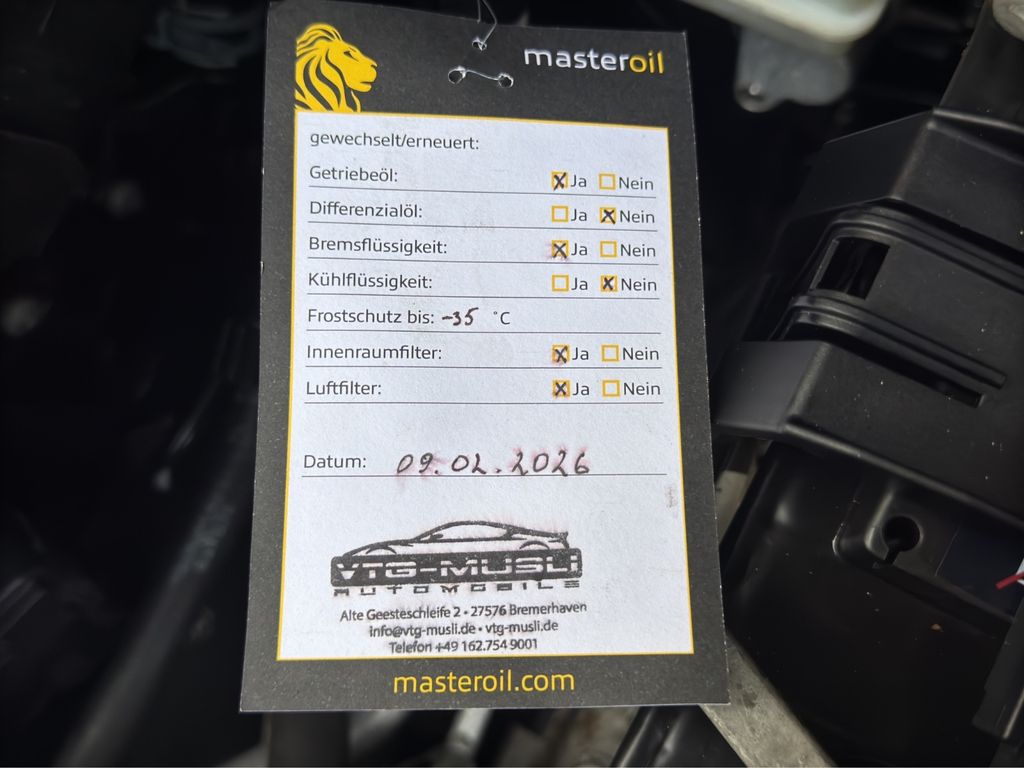 masteroil
gewechselt/erneuert:
Getriebeöl: ☒ Ja ☐ Nein
Differenzialöl: ☐ Ja ☒ Nein
Bremsflüssigkeit: ☒ Ja ☐ Nein
Kühlflüssigkeit: ☐ Ja ☒ Nein
Frostschutz bis: -35 °C
Innenraumfilter: ☒ Ja ☐ Nein
Luftfilter: ☒ Ja ☐ Nein
Datum: 09.02.2026
VTG-MUSLI
AUTOMOBILE
Alte Geesteschleife 2 • 27576 Bremerhaven
info@vtg-musli.de • vtg-musli.de
Telefon +49 162.754 9001
masteroil.com